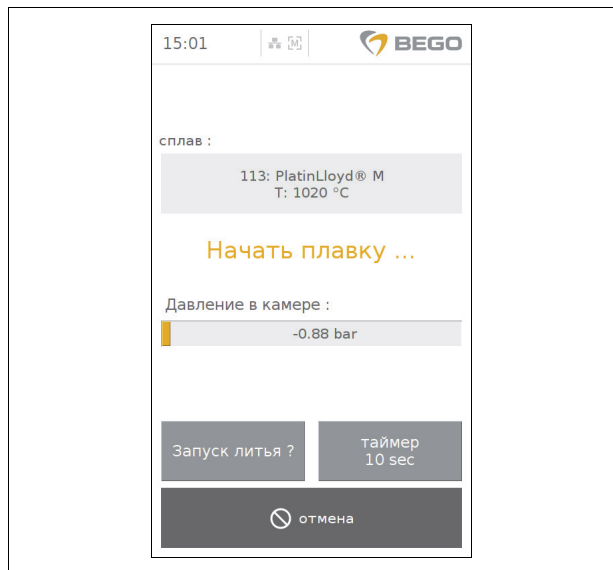 15:01
M
BEGO
сплав :
113: PlatinLloyd® M
T: 1020 °C
Начать плавку ...
Давление в камере :
-0.88 bar
Запуск литья ?
таймер
10 sec
отмена